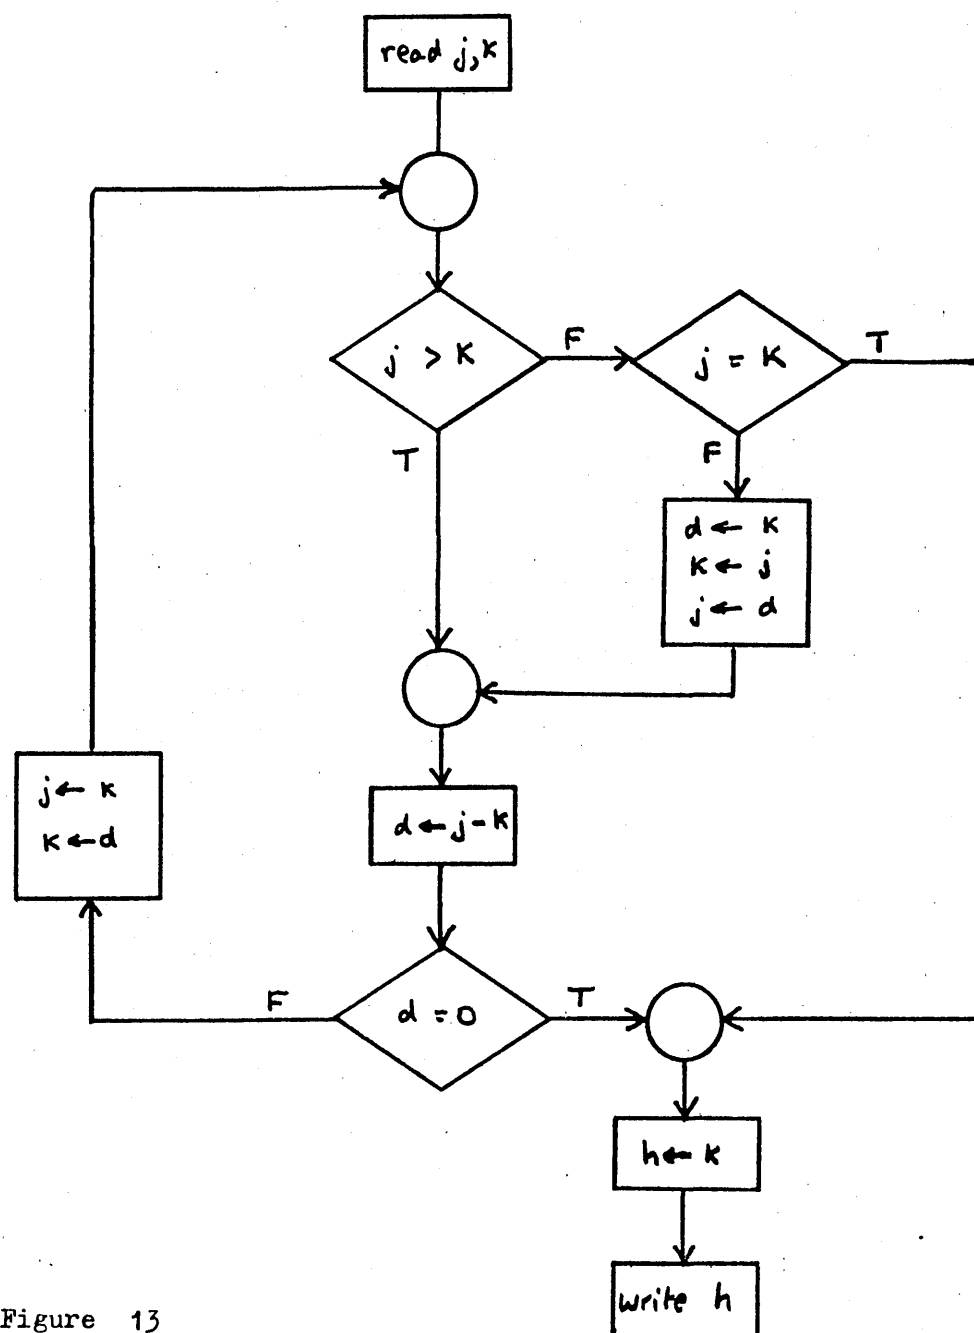 read j,k
j > K
F
j = K
T
T
F
d ← k
k ← j
j ← d
j ← k
k ← d
d ← j - k
F
d = 0
T
h ← k
write h
Figure 13